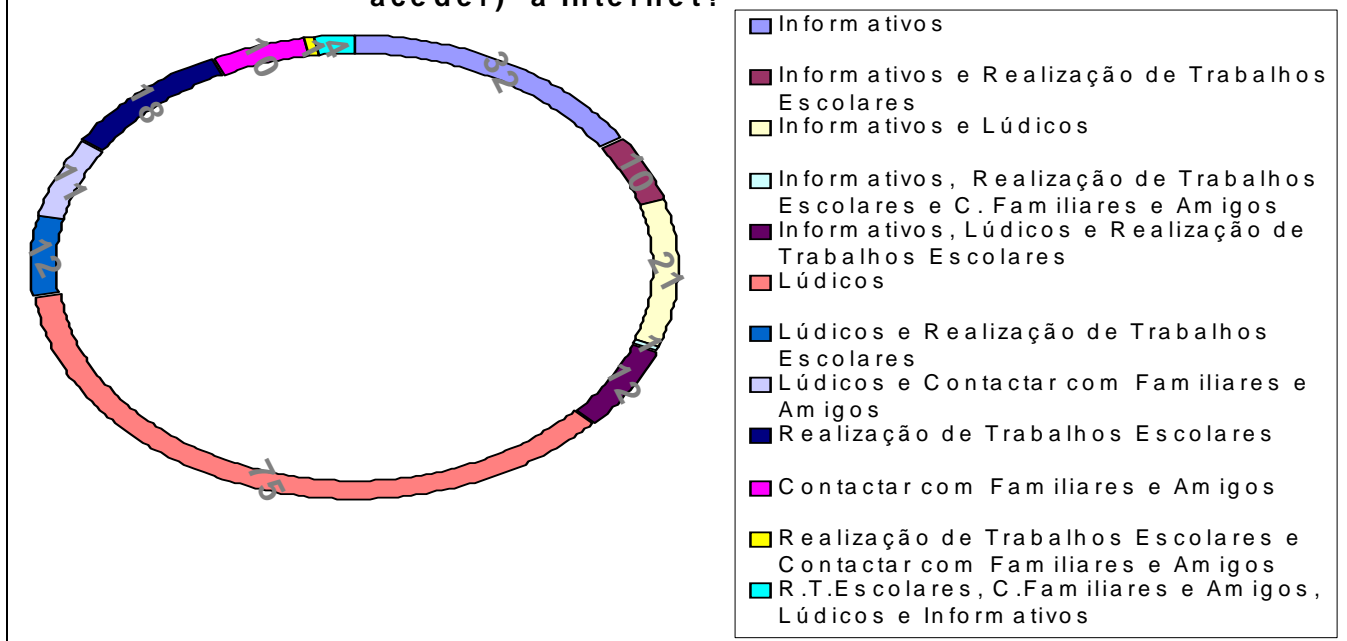 aceder) à Internet?
Informativos
Informativos e Realização de Trabalhos
Escolares
Informativos e Lúdicos
Informativos, Realização de Trabalhos
Escolares e C. Familiares e Amigos
Informativos, Lúdicos e Realização de
Trabalhos Escolares
Lúdicos
Lúdicos e Realização de Trabalhos
Escolares
Lúdicos e Contactar com Familiares e
Amigos
Realização de Trabalhos Escolares
Contactar com Familiares e Amigos
Realização de Trabalhos Escolares e
Contactar com Familiares e Amigos
R.T.Escolares, C.Familiares e Amigos,
Lúdicos e Informativos
32
10
21
1
12
75
12
11
18
10
1
4